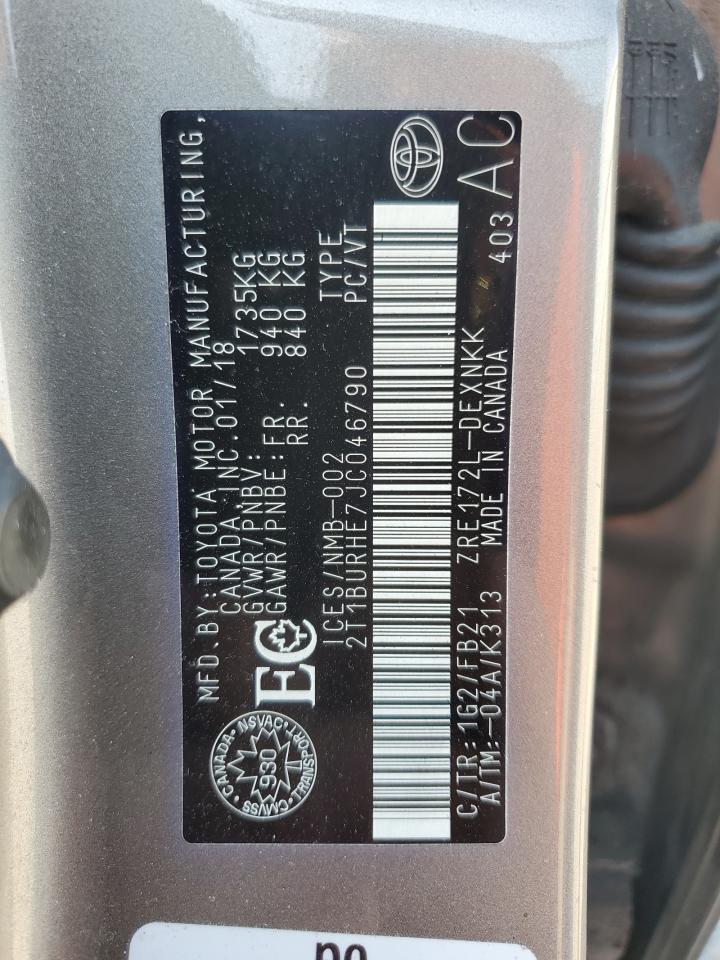 MFD.BY:TOYOTA MOTOR MANUFACTURING,
CANADA, INC.01/18
GVWR/PNBV: 1735KG
GAWR/PNBE:FR. 940 KG
RR. 840 KG
CANADA NSVAC
930
CMVSS TRANSPORT
EC
ICES/NMB-002 TYPE
2T1BURHE7JC046790 PC/VT
C/TR: 1G2/FB21 ZRE172L-DEXNKK
A/TM:-04A/K313 MADE IN CANADA
403 AC